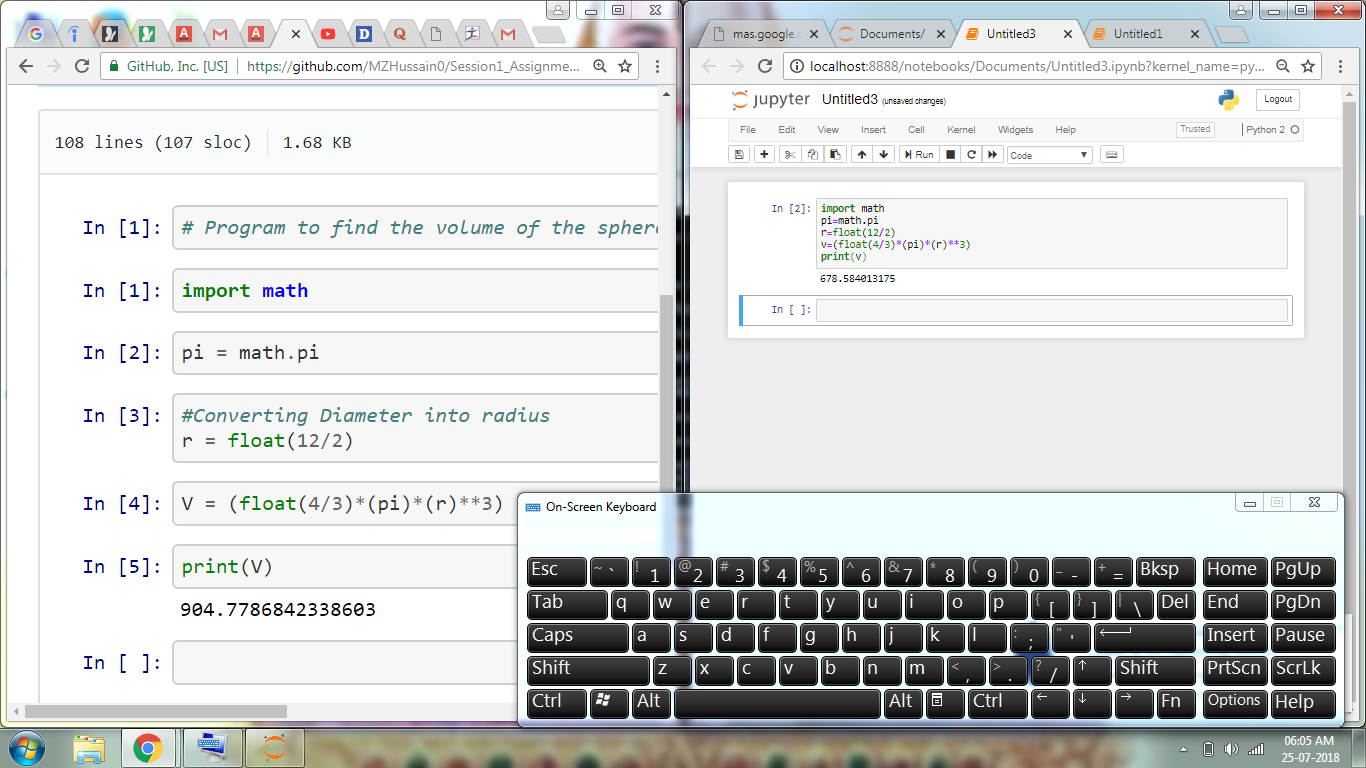 GitHub, Inc. [US]
https://github.com/MZHussain0/Session1_Assignme...
108 lines (107 sloc)
1.68 KB
In [1]:
# Program to find the volume of the sphere
In [1]:
import math
In [2]:
pi = math.pi
In [3]:
#Converting Diameter into radius
r = float(12/2)
In [4]:
V = (float(4/3)*(pi)*(r)**3)
In [5]:
print(V)
904.7786842338603
In [ ]:
mas.google.c
Documents/
Untitled3
Untitled1
localhost:8888/notebooks/Documents/Untitled3.ipynb?kernel_name=py...
jupyter Untitled3 (unsaved changes)
Logout
File Edit View Insert Cell Kernel Widgets Help
Trusted
Python 2
Run
Code
In [2]:
import math
pi=math.pi
r=float(12/2)
v=(float(4/3)*(pi)*(r)**3)
print(v)
678.584013175
In [ ]:
On-Screen Keyboard
Esc ~ ` ! 1 @ 2 # 3 $ 4 % 5 ^ 6 & 7 * 8 ( 9 ) 0 _ - + = Bksp Home PgUp
Tab q w e r t y u i o p { [ } ] | \ Del End PgDn
Caps a s d f g h j k l : ; " ' Insert Pause
Shift z x c v b n m < , > . ? / ↑ Shift PrtScn ScrLk
Ctrl Alt Alt Ctrl ← ↓ → Fn Options Help
06:05 AM
25-07-2018